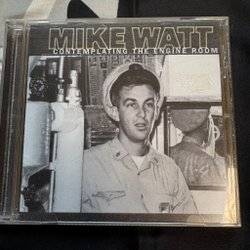 MIKE WATT
CONTEMPLATING THE ENGINE ROOM